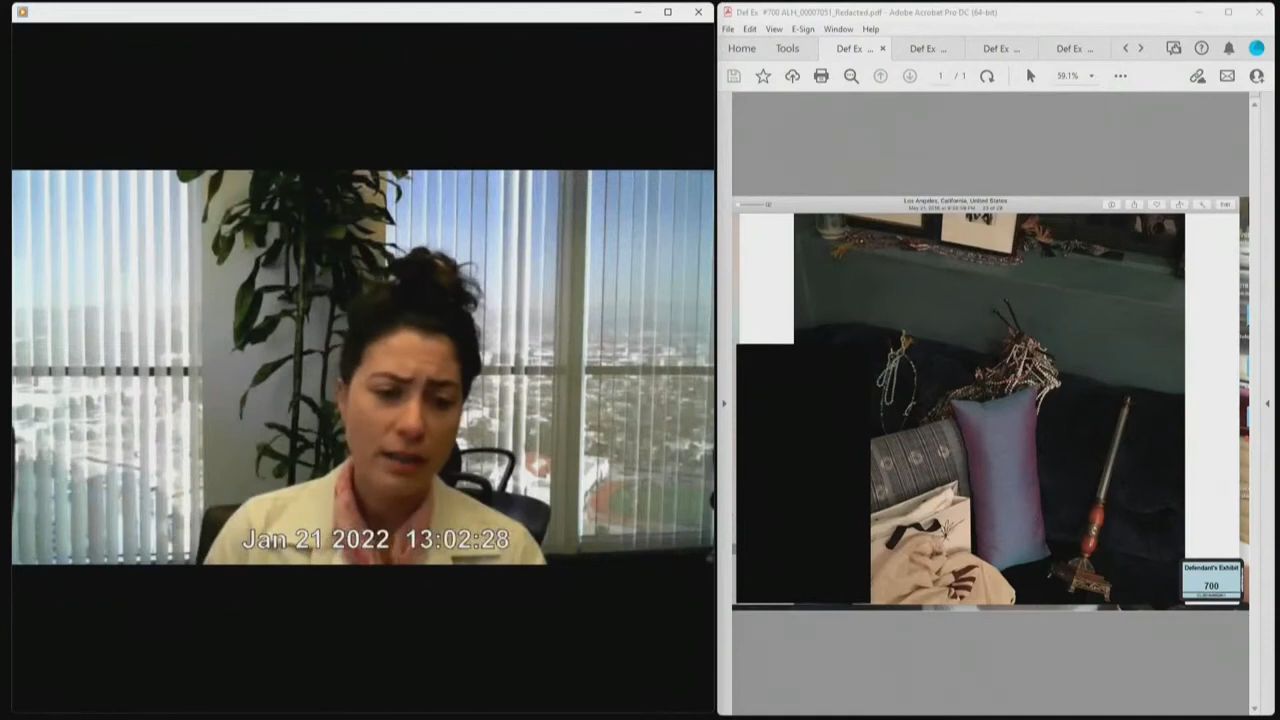 Def Ex #700 ALH_00007031_Redacted.pdf - Adobe Acrobat Pro DC (64-bit)
File Edit View E-Sign Window Help
Home Tools Def Ex ... × Def Ex ... Def Ex ... Def Ex ...
1 / 1 59.1%
Los Angeles, California, United States
Edit
Jan 21 2022 13:02:28
Defendant's Exhibit
700